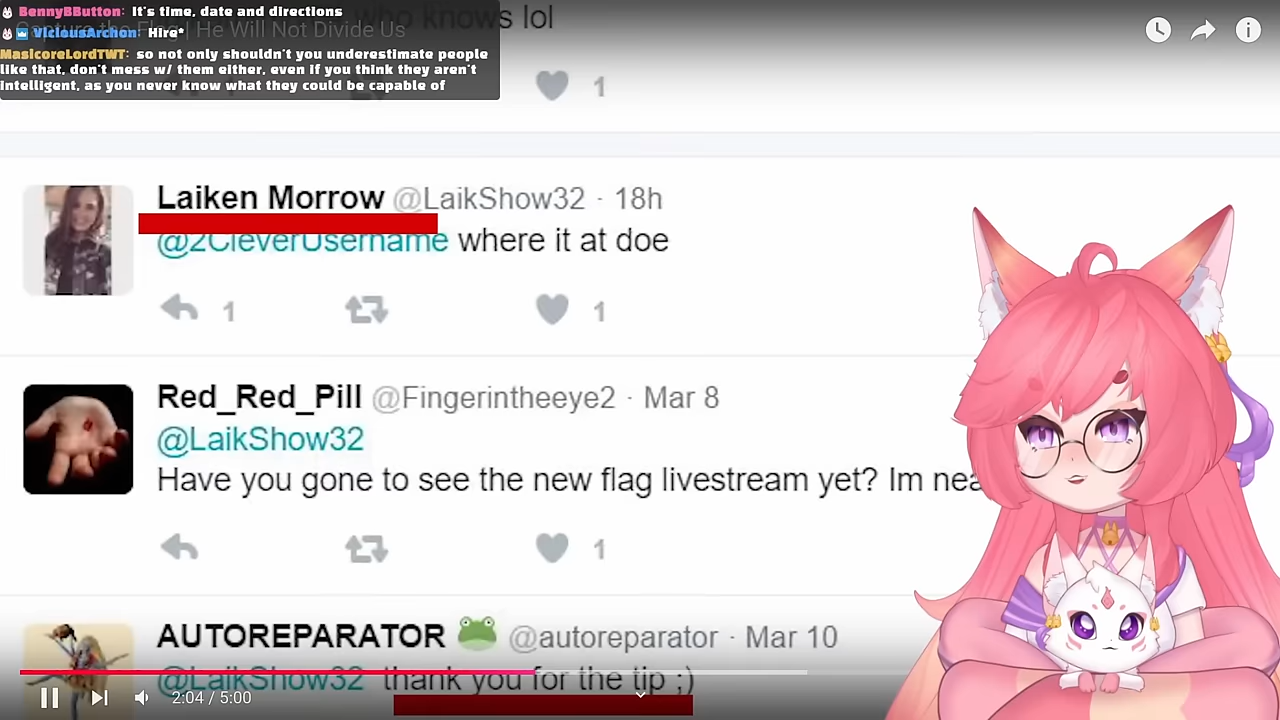 BennyBButton: It's time, date and directions
who knows lol
Capture the Flag | He Will Not Divide Us
ViciousArchon: Hire*
MasicoreLordTWT: so not only shouldn't you underestimate people
like that, don't mess w/ them either, even if you think they aren't
intelligent, as you never know what they could be capable of
1
Laiken Morrow @LaikShow32 · 18h
@2CleverUsername where it at doe
1 1
Red_Red_Pill @Fingerintheeye2 · Mar 8
@LaikShow32
Have you gone to see the new flag livestream yet? Im nea
1
AUTOREPARATOR 🐸 @autoreparator · Mar 10
@LaikShow32 thank you for the tip ;)
2:04 / 5:00